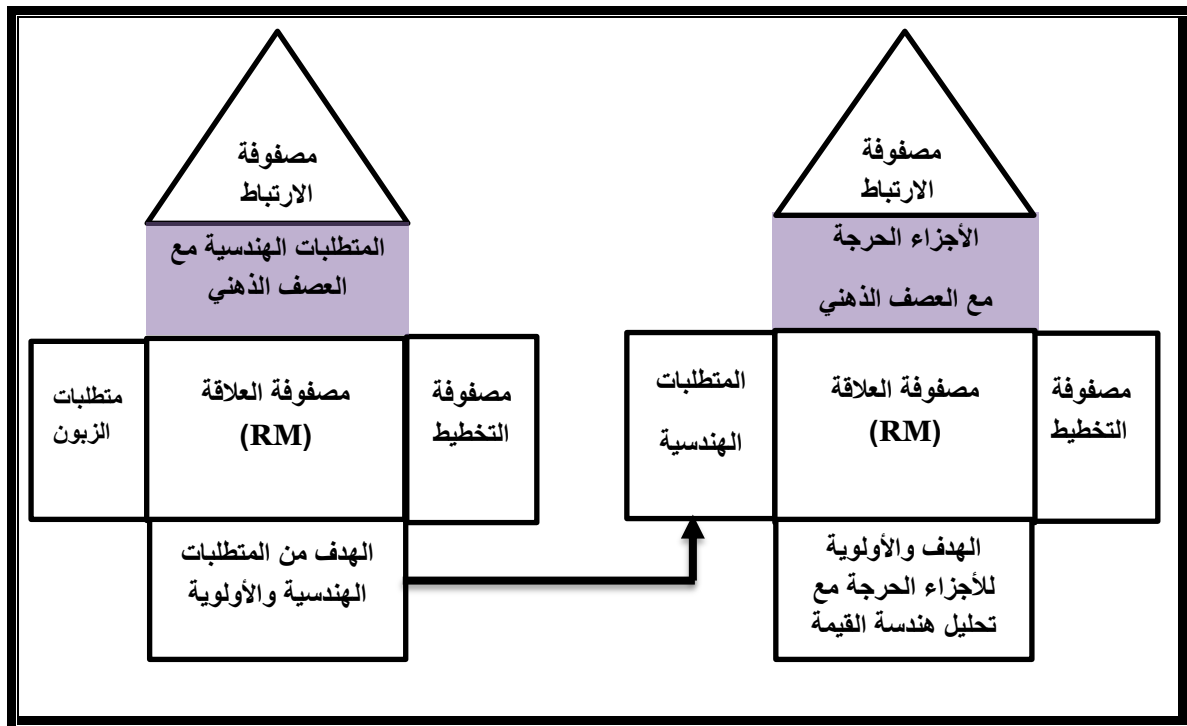 مصفوفة
الارتباط
المتطلبات الهندسية مع
العصف الذهني
متطلبات
الزبون
مصفوفة العلاقة
(RM)
مصفوفة
التخطيط
الهدف من المتطلبات
الهندسية والأولوية
مصفوفة
الارتباط
الأجزاء الحرجة
مع العصف الذهني
المتطلبات
الهندسية
مصفوفة العلاقة
(RM)
مصفوفة
التخطيط
الهدف والأولوية
للأجزاء الحرجة مع
تحليل هندسة القيمة